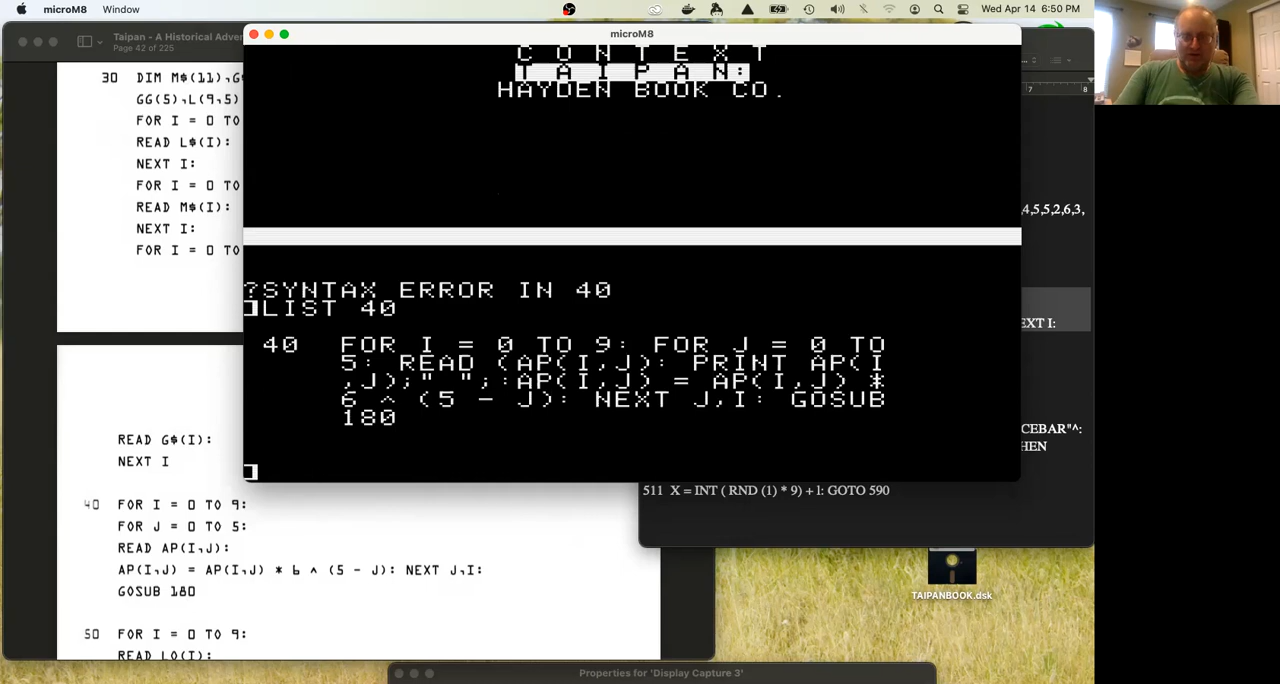 microM8 Window
Wed Apr 14 6:50 PM
Taipan - A Historical Adven
Page 42 of 225
30 DIM M$(11),G$
GG(5),L(9,5)
FOR I = 0 TO
READ L$(I):
NEXT I:
FOR I = 0 TO
READ M$(I):
NEXT I:
FOR I = 0 TO
READ G$(I):
NEXT I
40 FOR I = 0 TO 9:
FOR J = 0 TO 5:
READ AP(I,J):
AP(I,J) = AP(I,J) * 6 ^ (5 - J): NEXT J,I:
GOSUB 180
50 FOR I = 0 TO 9:
READ LO(I):
microM8
C O N T E X T
T A I P A N:
HAYDEN BOOK CO.
?SYNTAX ERROR IN 40
]LIST 40
40 FOR I = 0 TO 9: FOR J = 0 TO
5: READ (AP(I,J): PRINT AP(I
,J);" ";:AP(I,J) = AP(I,J) *
6 ^ (5 - J): NEXT J,I: GOSUB
180
]
7 8
,4,5,5,2,6,3,
EXT I:
CEBAR"^:
HEN
511 X = INT ( RND (1) * 9) + l: GOTO 590
TAIPANBOOK.dsk
Properties for 'Display Capture 3'